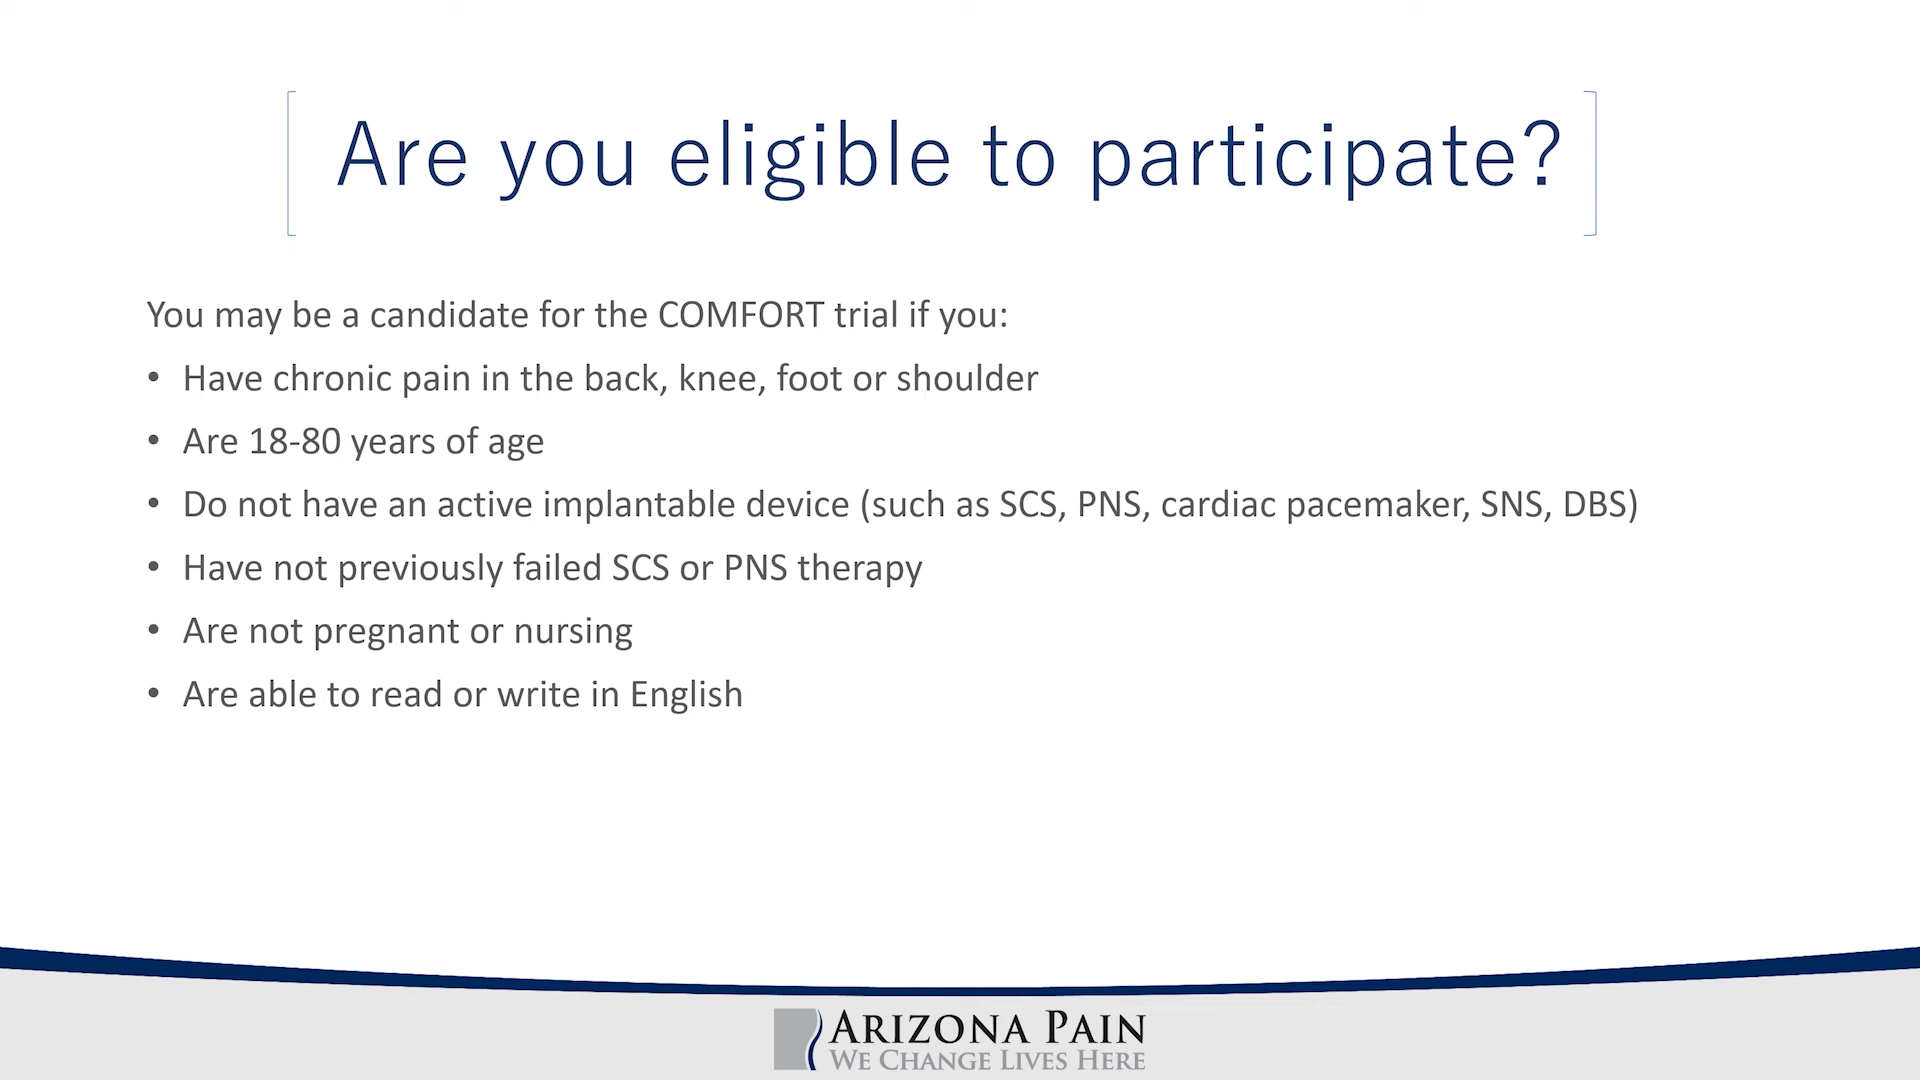 Are you eligible to participate?
You may be a candidate for the COMFORT trial if you:
• Have chronic pain in the back, knee, foot or shoulder
• Are 18-80 years of age
• Do not have an active implantable device (such as SCS, PNS, cardiac pacemaker, SNS, DBS)
• Have not previously failed SCS or PNS therapy
• Are not pregnant or nursing
• Are able to read or write in English
ARIZONA PAIN
WE CHANGE LIVES HERE